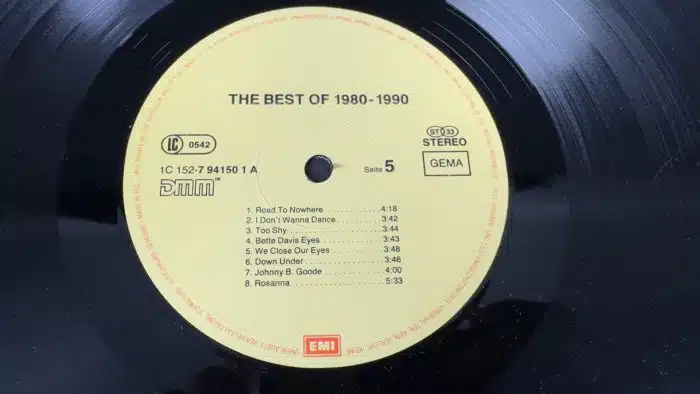 THE BEST OF 1980-1990
LC 0542
ST 33
STEREO
GEMA
1C 152-7 94150 1 A
DMM™
Seite 5
1. Road To Nowhere ..................4:18
2. I Don't Wanna Dance ............3:42
3. Too Shy ..............................3:44
4. Bette Davis Eyes ...................3:43
5. We Close Our Eyes ................3:48
6. Down Under .........................3:46
7. Johnny B. Goode ..................4:00
8. Rosanna ..............................5:33
EMI